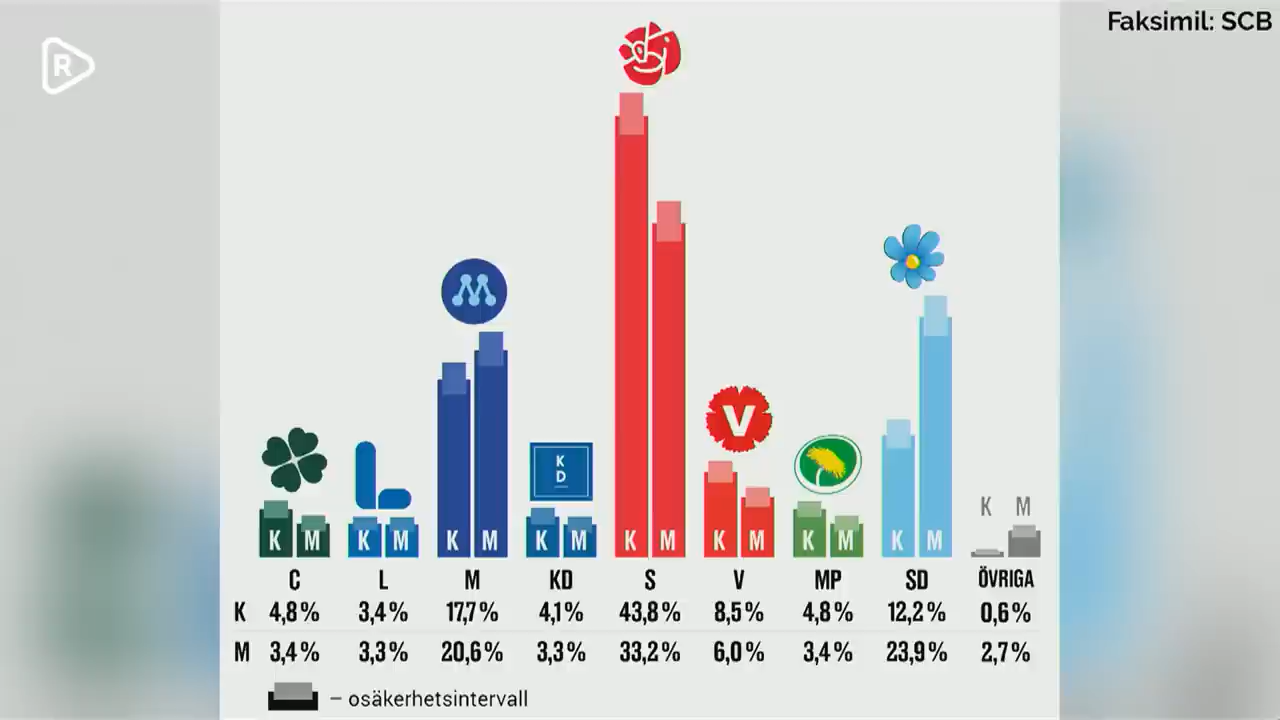 Faksimil: SCB
R
M
K
D
V
K M
K M K M K M K M K M K M K M K M
C L M KD S V MP SD ÖVRIGA
K 4,8% 3,4% 17,7% 4,1% 43,8% 8,5% 4,8% 12,2% 0,6%
M 3,4% 3,3% 20,6% 3,3% 33,2% 6,0% 3,4% 23,9% 2,7%
– osäkerhetsintervall